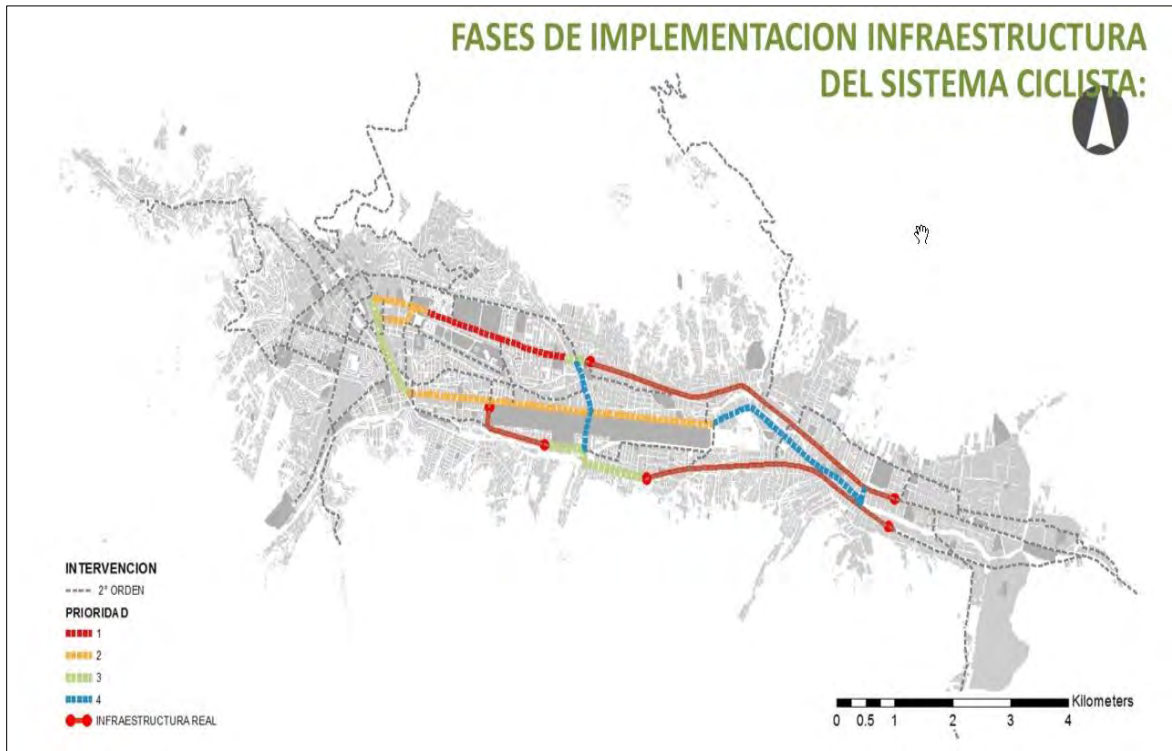 FASES DE IMPLEMENTACION INFRAESTRUCTURA
DEL SISTEMA CICLISTA:
INTERVENCION
2° ORDEN
PRIORIDAD
1
2
3
4
INFRAESTRUCTURA REAL
Kilometers
0 0.5 1 2 3 4